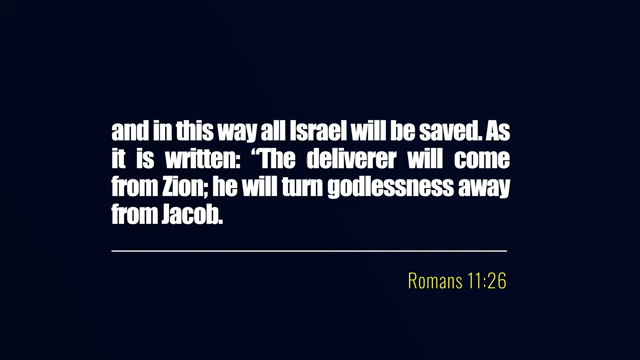 and in this way all Israel will be saved. As
it is written: “The deliverer will come
from Zion; he will turn godlessness away
from Jacob.
Romans 11:26